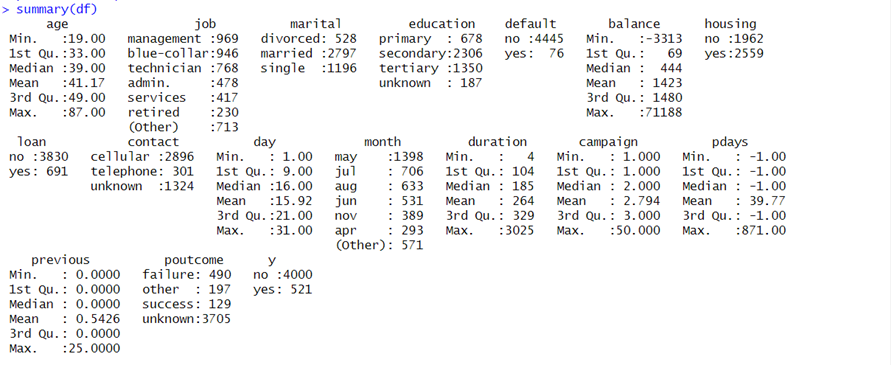 > summary(df)
      age              job           marital         education    default       balance      housing
 Min.   :19.00   management :969   divorced: 528   primary  : 678   no :4445   Min.   :-3313   no :1962
 1st Qu.:33.00   blue-collar:946   married :2797   secondary:2306   yes:  76   1st Qu.:   69   yes:2559
 Median :39.00   technician :768   single  :1196   tertiary :1350              Median :  444
 Mean   :41.17   admin.     :478                   unknown  : 187              Mean   : 1423
 3rd Qu.:49.00   services   :417                                               3rd Qu.: 1480
 Max.   :87.00   retired    :230                                               Max.   :71188
                 (Other)    :713
  loan          contact          day            month         duration       campaign          pdays
 no :3830   cellular :2896   Min.   : 1.00   may    :1398   Min.   :   4   Min.   : 1.000   Min.   : -1.00
 yes: 691   telephone: 301   1st Qu.: 9.00   jul    : 706   1st Qu.: 104   1st Qu.: 1.000   1st Qu.: -1.00
            unknown  :1324   Median :16.00   aug    : 633   Median : 185   Median : 2.000   Median : -1.00
                             Mean   :15.92   jun    : 531   Mean   : 264   Mean   : 2.794   Mean   : 39.77
                             3rd Qu.:21.00   nov    : 389   3rd Qu.: 329   3rd Qu.: 3.000   3rd Qu.: -1.00
                             Max.   :31.00   apr    : 293   Max.   :3025   Max.   :50.000   Max.   :871.00
                                             (Other): 571
    previous          poutcome      y
 Min.   : 0.0000   failure: 490   no :4000
 1st Qu.: 0.0000   other  : 197   yes: 521
 Median : 0.0000   success: 129
 Mean   : 0.5426   unknown:3705
 3rd Qu.: 0.0000
 Max.   :25.0000